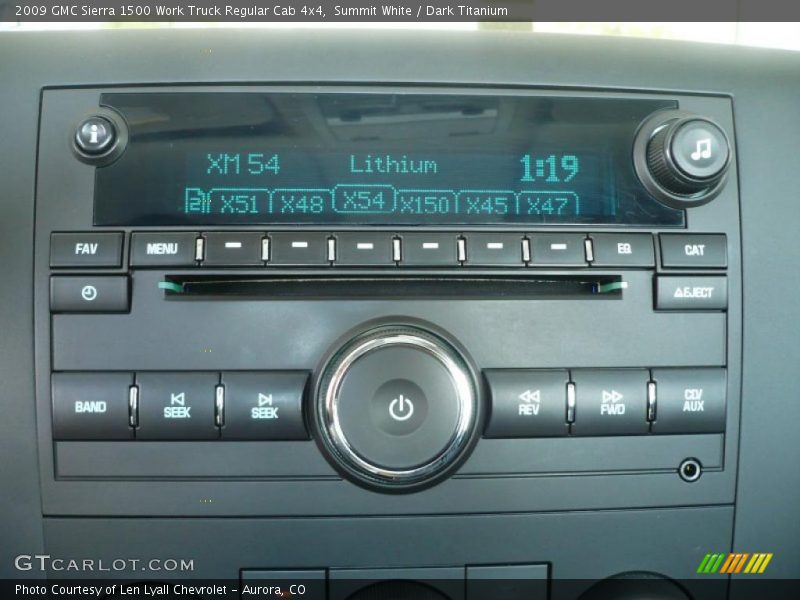 2009 GMC Sierra 1500 Work Truck Regular Cab 4x4, Summit White / Dark Titanium
i
XM 54 Lithium 1:19
2 X51 X48 X54 X150 X45 X47
FAV MENU EQ CAT
EJECT
BAND SEEK SEEK REV FWD CD/AUX
GTCARLOT.COM
Photo Courtesy of Len Lyall Chevrolet - Aurora, CO